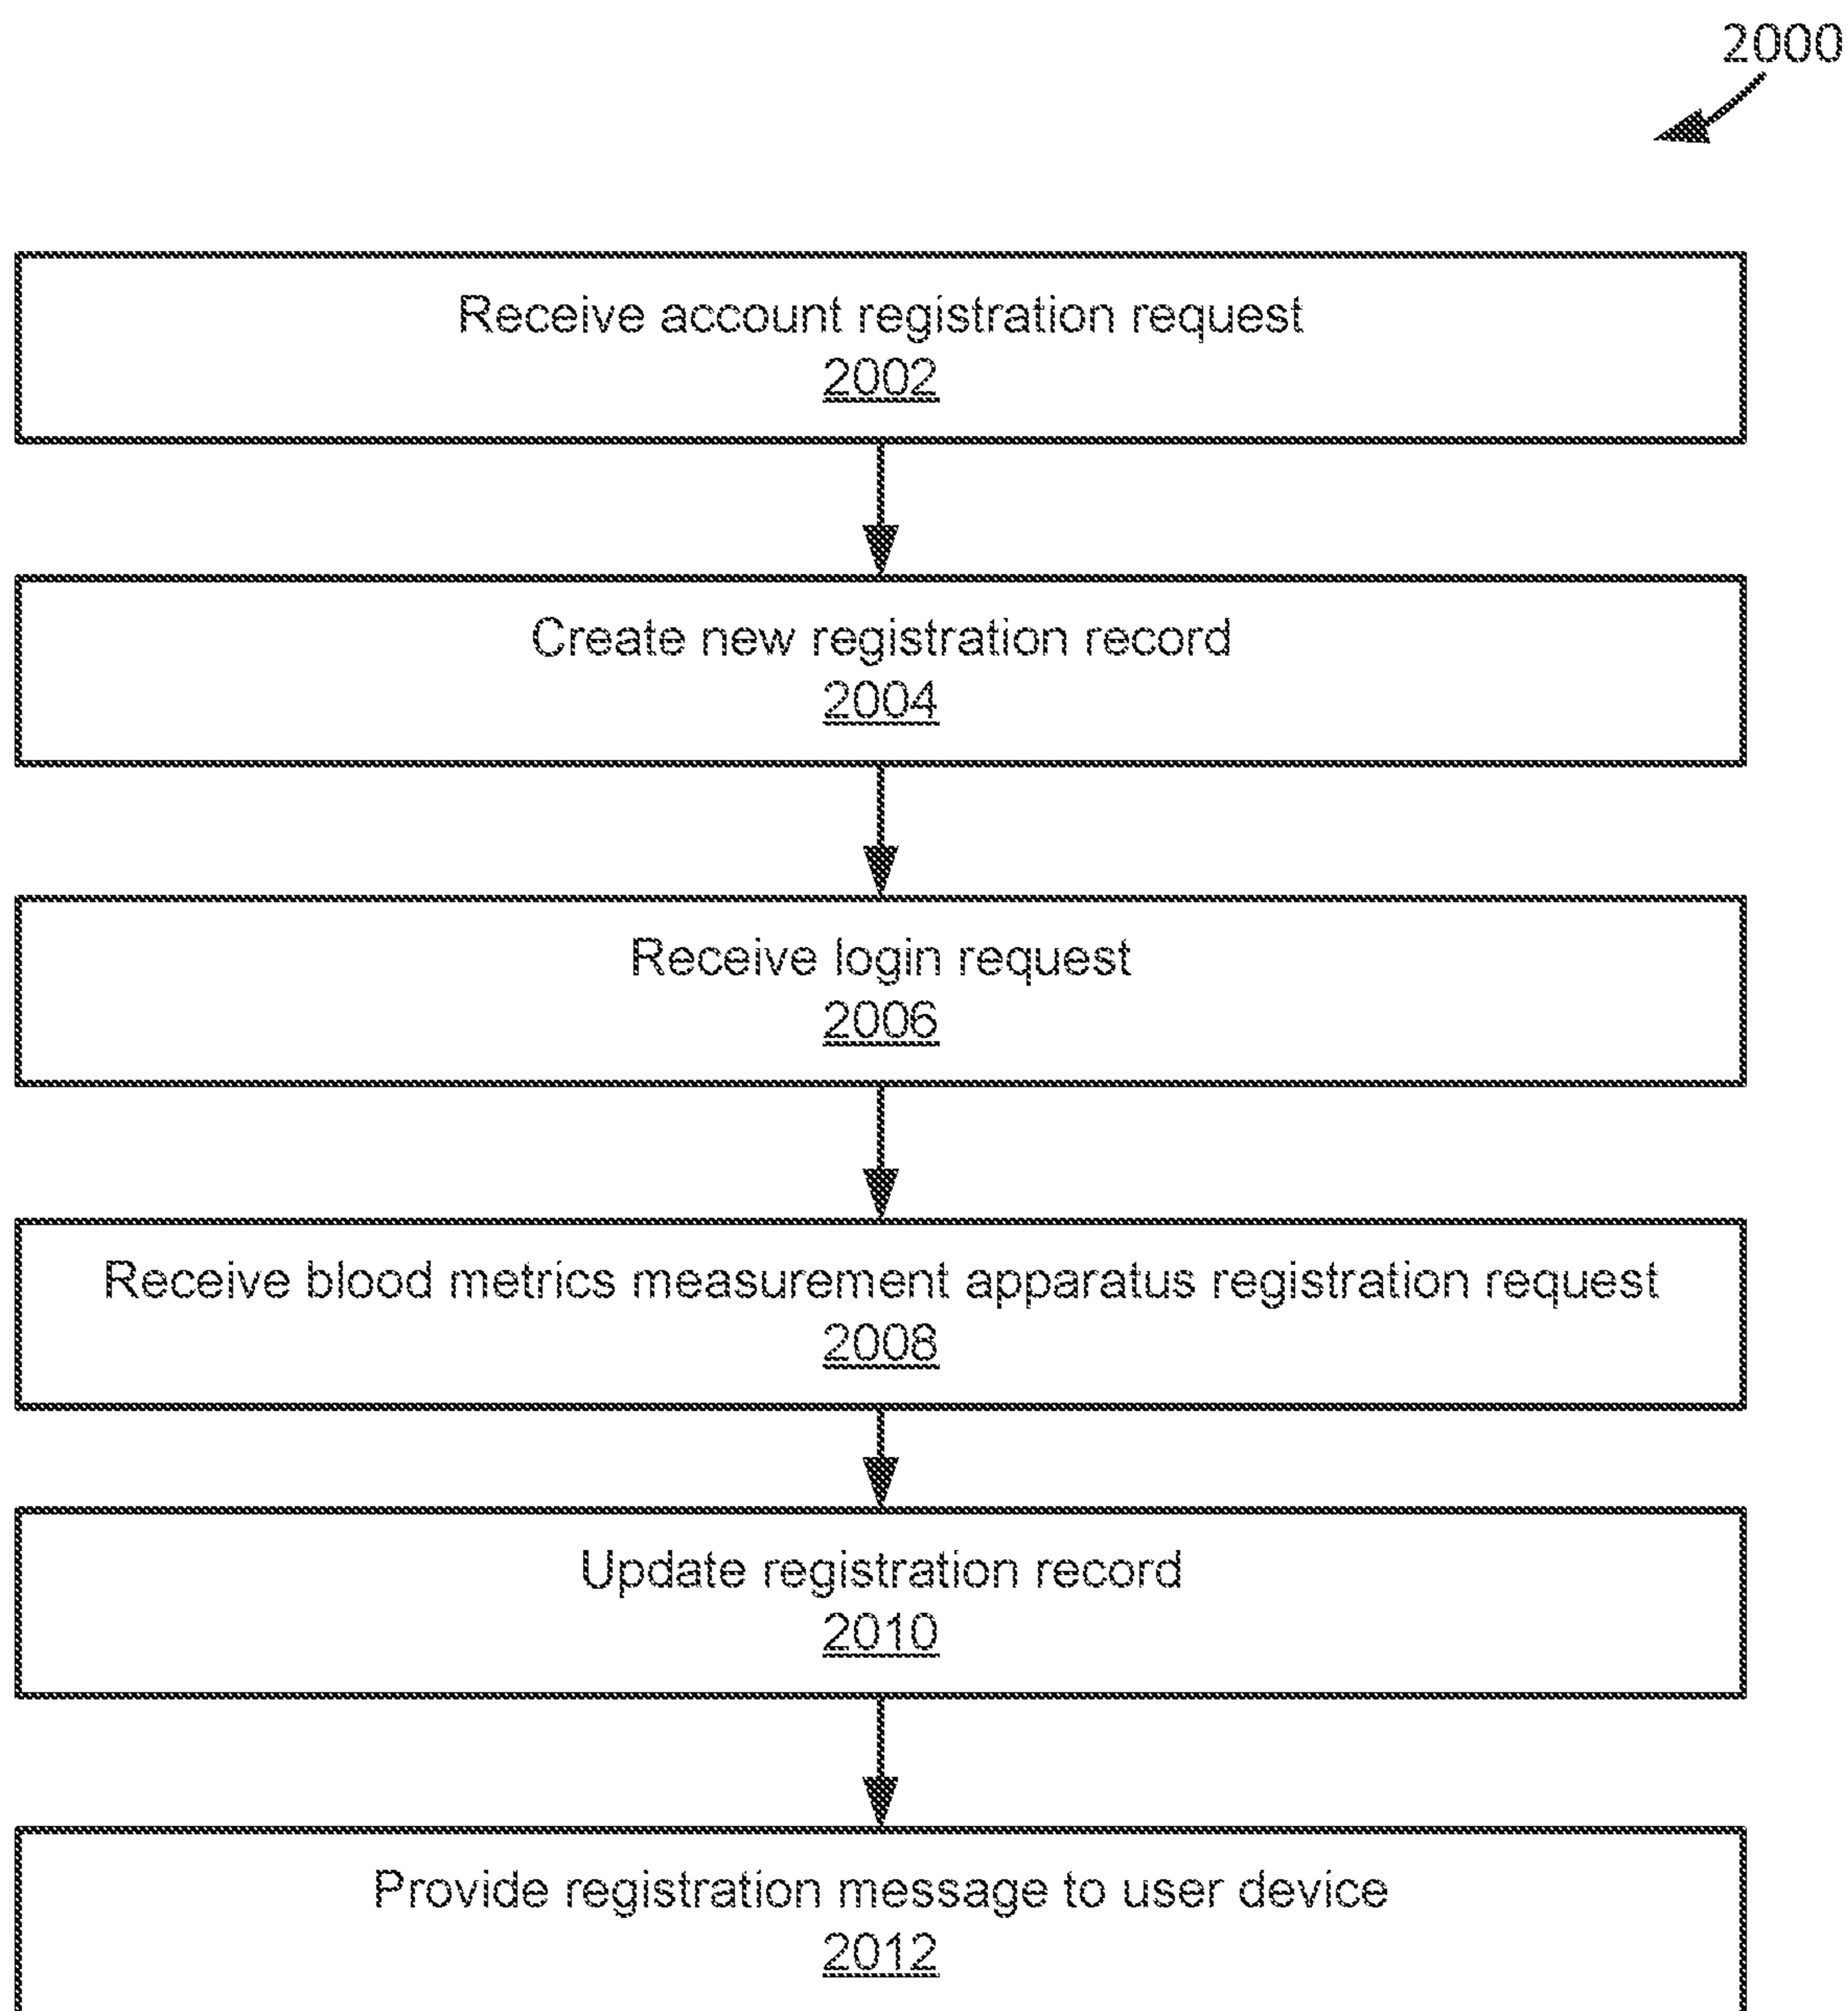 2000
Receive account registration request
2002
Create new registration record
2004
Receive login request
2006
Receive blood metrics measurement apparatus registration request
2008
Update registration record
2010
Provide registration message to user device
2012